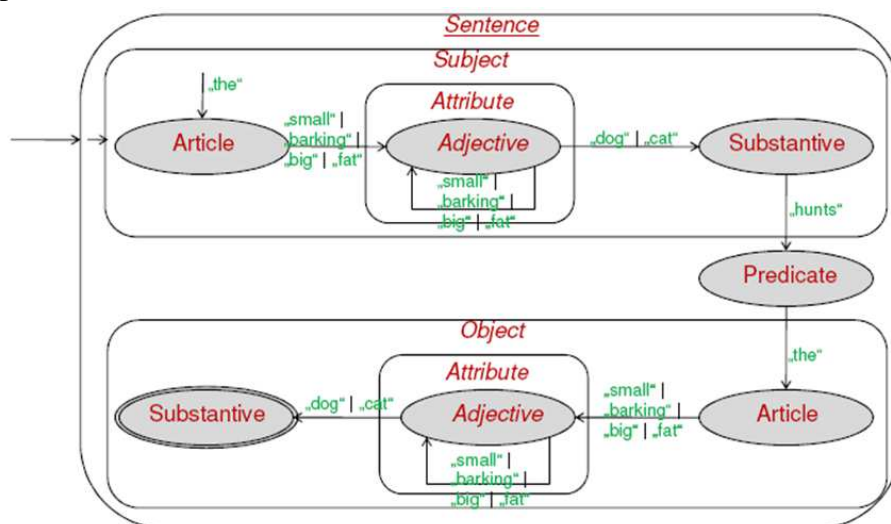 Sentence
Subject
„the“
Attribute
„small“ |
„barking“ |
„big“ | „fat“
Article
Adjective
„dog“ | „cat“
Substantive
„small“ |
„barking“ |
„big“ | „fat“
„hunts“
Predicate
Object
„the“
Attribute
Substantive
„dog“ | „cat“
Adjective
„small“ |
„barking“ |
„big“ | „fat“
Article
„small“ |
„barking“ |
„big“ | „fat“